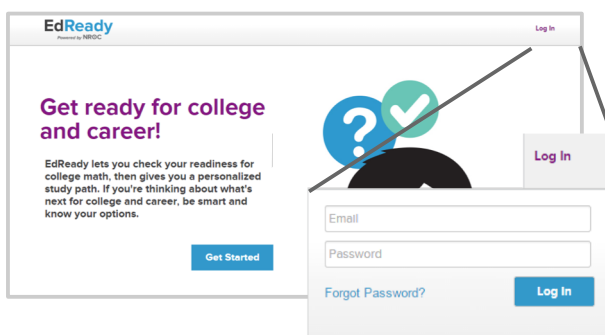 EdReady
Powered by NROC
Log In
Get ready for college
and career!
EdReady lets you check your readiness for
college math, then gives you a personalized
study path. If you're thinking about what's
next for college and career, be smart and
know your options.
Get Started
?
Log In
Email
Password
Forgot Password?
Log In